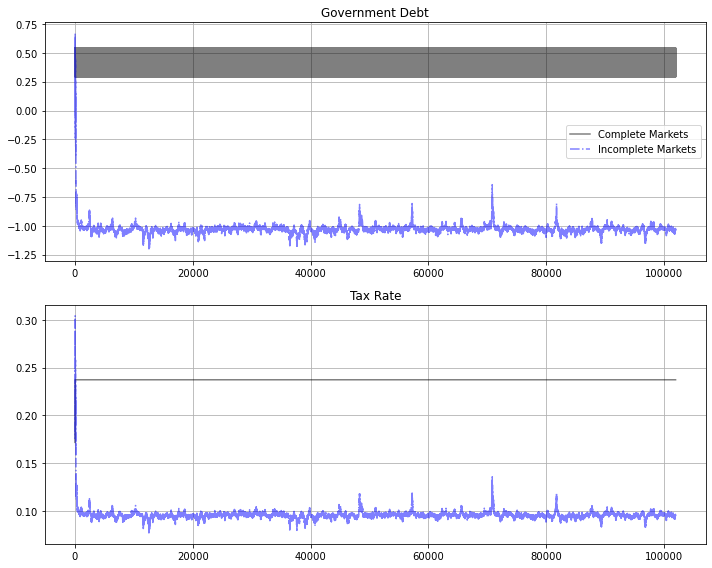 Government Debt
0.75
0.50
0.25
0.00
−0.25
−0.50
−0.75
−1.00
−1.25
Complete Markets
Incomplete Markets
0 20000 40000 60000 80000 100000
Tax Rate
0.30
0.25
0.20
0.15
0.10
0 20000 40000 60000 80000 100000